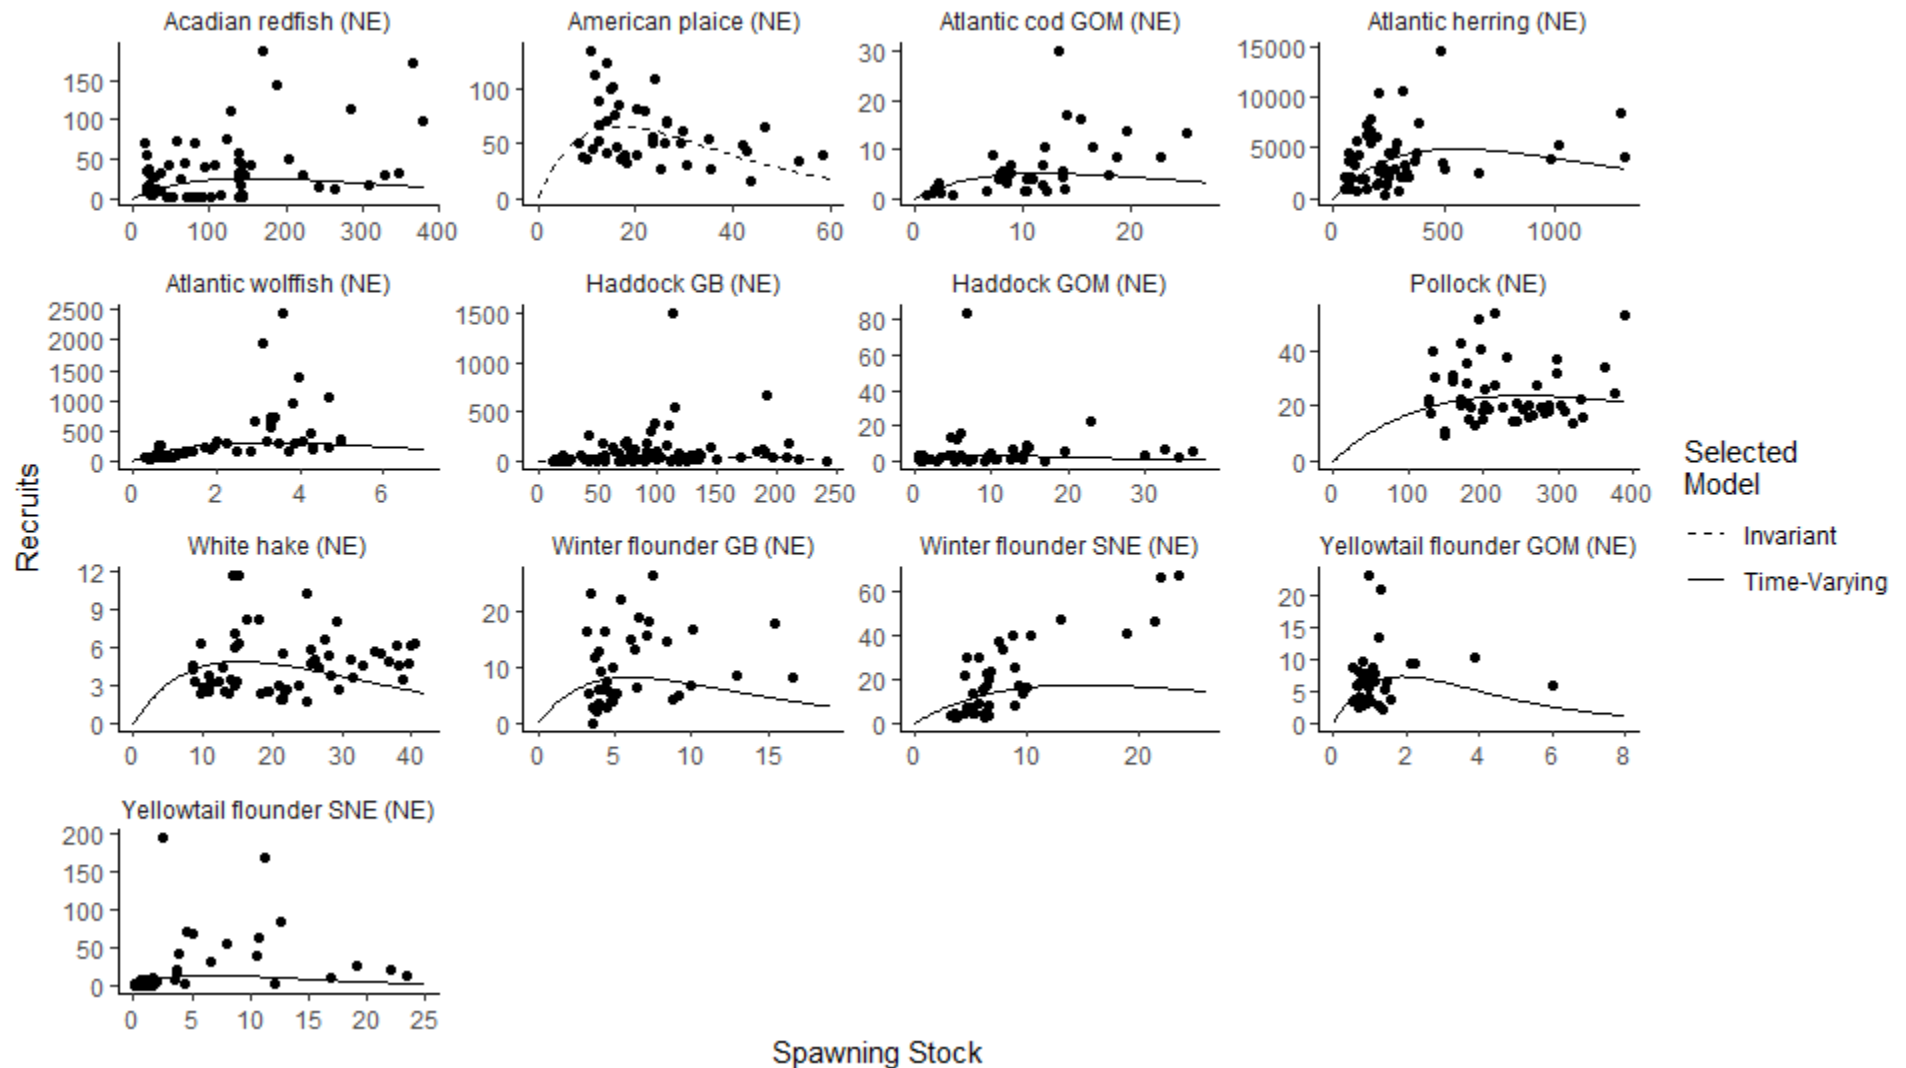 Acadian redfish (NE)
American plaice (NE)
Atlantic cod GOM (NE)
Atlantic herring (NE)
150
100
50
0
0 100 200 300 400
100
50
0
0 20 40 60
30
20
10
0
0 10 20
15000
10000
5000
0
0 500 1000
Atlantic wolffish (NE)
Haddock GB (NE)
Haddock GOM (NE)
Pollock (NE)
2500
2000
1500
1000
500
0
0 2 4 6
1500
1000
500
0
0 50 100 150 200 250
80
60
40
20
0
0 10 20 30
40
20
0
0 100 200 300 400
White hake (NE)
Winter flounder GB (NE)
Winter flounder SNE (NE)
Yellowtail flounder GOM (NE)
12
9
6
3
0
0 10 20 30 40
20
10
0
0 5 10 15
60
40
20
0
0 10 20
20
15
10
5
0
0 2 4 6 8
Yellowtail flounder SNE (NE)
200
150
100
50
0
0 5 10 15 20 25
Recruits
Spawning Stock
Selected
Model
Invariant
Time-Varying